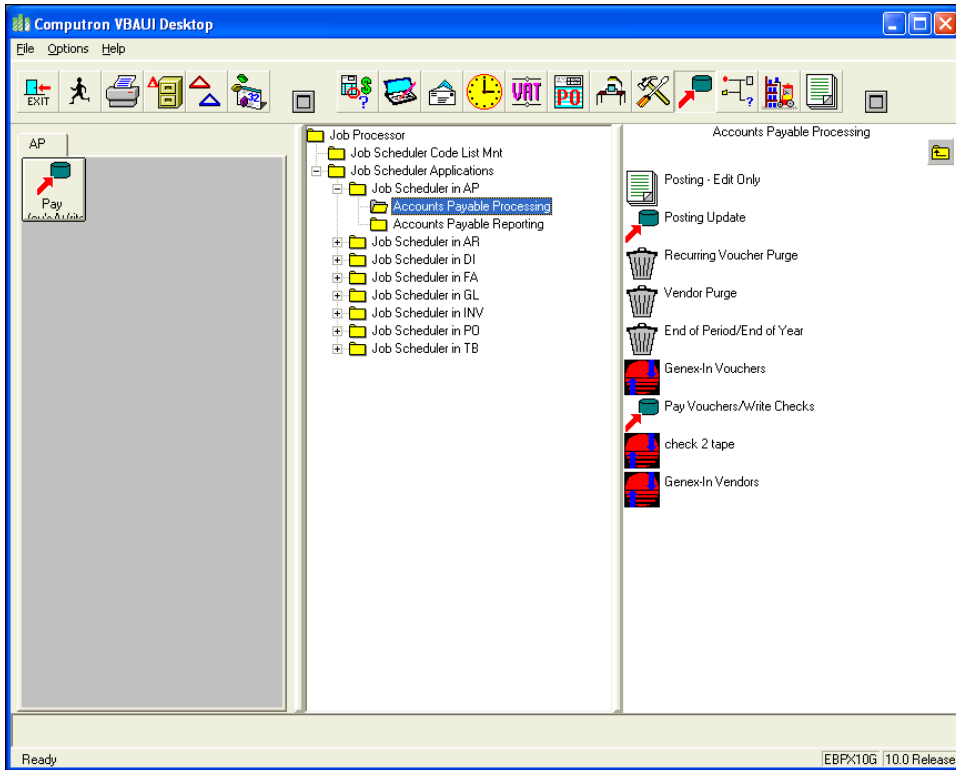 Computron VBAUI Desktop
File Options Help
EXIT
32
VAT
PO
AP
Pay
Job Processor
Job Scheduler Code List Mnt
Job Scheduler Applications
Job Scheduler in AP
Accounts Payable Processing
Accounts Payable Reporting
Job Scheduler in AR
Job Scheduler in DI
Job Scheduler in FA
Job Scheduler in GL
Job Scheduler in INV
Job Scheduler in PO
Job Scheduler in TB
Accounts Payable Processing
Posting - Edit Only
Posting Update
Recurring Voucher Purge
Vendor Purge
End of Period/End of Year
Genex-In Vouchers
Pay Vouchers/Write Checks
check 2 tape
Genex-In Vendors
Ready
EBPX10G 10.0 Release